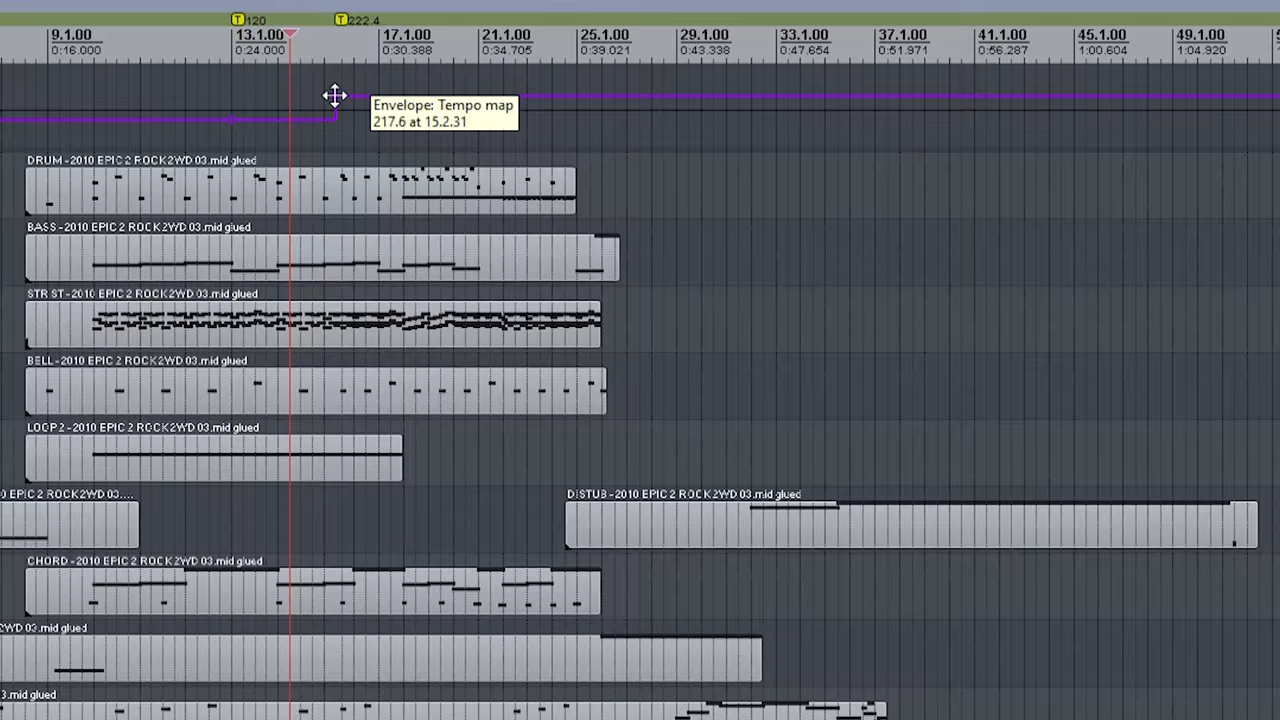 120 222.4
9.1.00 13.1.00 17.1.00 21.1.00 25.1.00 29.1.00 33.1.00 37.1.00 41.1.00 45.1.00 49.1.00
0:16.000 0:24.000 0:30.388 0:34.705 0:39.021 0:43.338 0:47.654 0:51.971 0:56.287 1:00.604 1:04.920
Envelope: Tempo map
217.6 at 15.2.31
DRUM-2010 EPIC 2 ROCK2WD 03.mid glued
BASS-2010 EPIC 2 ROCK2WD 03.mid glued
STR ST-2010 EPIC 2 ROCK2WD 03.mid glued
BELL-2010 EPIC 2 ROCK2WD 03.mid glued
LOOP 2-2010 EPIC 2 ROCK2WD 03.mid glued
0 EPIC 2 ROCK2WD 03.... DISTUB-2010 EPIC 2 ROCK2WD 03.mid glued
CHORD-2010 EPIC 2 ROCK2WD 03.mid glued
2WD 03.mid glued
3.mid glued